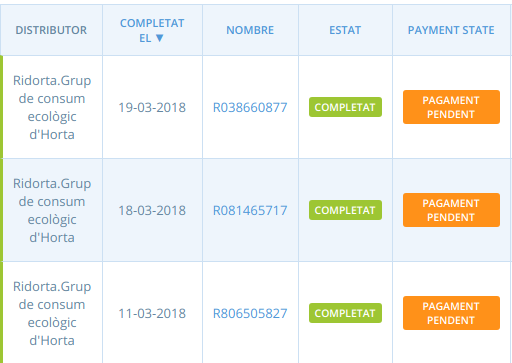 DISTRIBUTOR
COMPLETAT
EL ▼
NOMBRE
ESTAT
PAYMENT STATE
Ridorta.Grup
de consum
ecològic
d'Horta
19-03-2018
R038660877
COMPLETAT
PAGAMENT
PENDENT
Ridorta.Grup
de consum
ecològic
d'Horta
18-03-2018
R081465717
COMPLETAT
PAGAMENT
PENDENT
Ridorta.Grup
de consum
ecològic
d'Horta
11-03-2018
R806505827
COMPLETAT
PAGAMENT
PENDENT